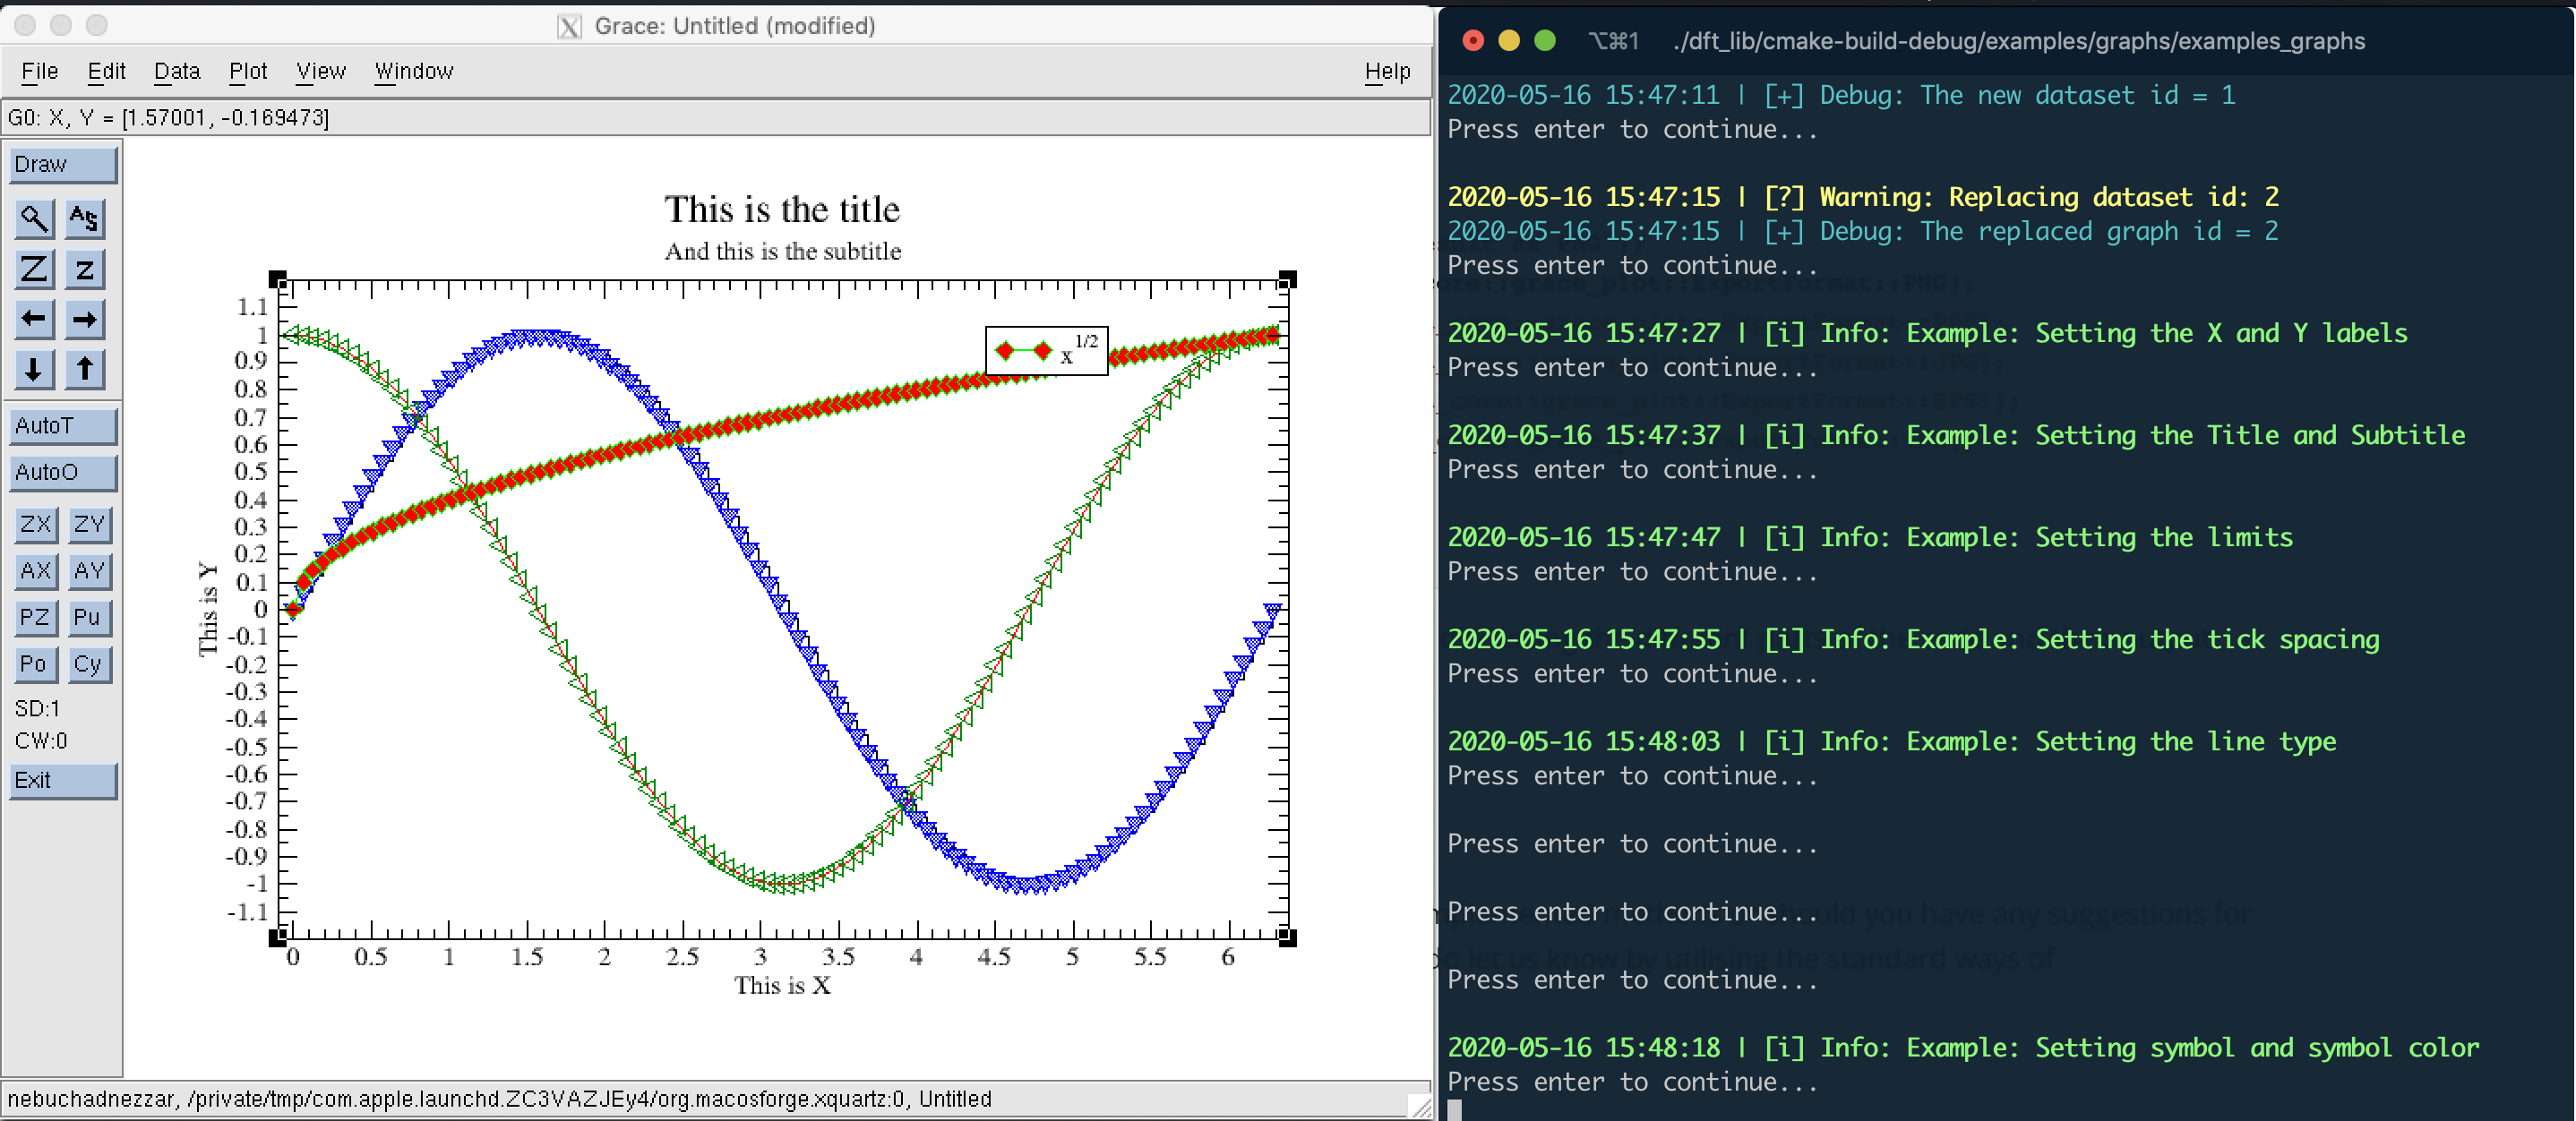 Grace: Untitled (modified)
File Edit Data Plot View Window Help
G0: X, Y = [1.57001, -0.169473]
Draw
A S
Z z
AutoT
AutoO
ZX ZY
AX AY
PZ Pu
Po Cy
SD:1
CW:0
Exit
This is the title
And this is the subtitle
1.1
1
0.9
0.8
0.7
0.6
0.5
0.4
0.3
0.2
0.1
0
-0.1
-0.2
-0.3
-0.4
-0.5
-0.6
-0.7
-0.8
-0.9
-1
-1.1
This is Y
x^1/2
0 0.5 1 1.5 2 2.5 3 3.5 4 4.5 5 5.5 6
This is X
nebuchadnezzar, /private/tmp/com.apple.launchd.ZC3VAZJEy4/org.macosforge.xquartz:0, Untitled
⌥⌘1 ./dft_lib/cmake-build-debug/examples/graphs/examples_graphs
2020-05-16 15:47:11 | [+] Debug: The new dataset id = 1
Press enter to continue...
2020-05-16 15:47:15 | [?] Warning: Replacing dataset id: 2
2020-05-16 15:47:15 | [+] Debug: The replaced graph id = 2
Press enter to continue...
2020-05-16 15:47:27 | [i] Info: Example: Setting the X and Y labels
Press enter to continue...
2020-05-16 15:47:37 | [i] Info: Example: Setting the Title and Subtitle
Press enter to continue...
2020-05-16 15:47:47 | [i] Info: Example: Setting the limits
Press enter to continue...
2020-05-16 15:47:55 | [i] Info: Example: Setting the tick spacing
Press enter to continue...
2020-05-16 15:48:03 | [i] Info: Example: Setting the line type
Press enter to continue...
Press enter to continue...
Press enter to continue...
Press enter to continue...
2020-05-16 15:48:18 | [i] Info: Example: Setting symbol and symbol color
Press enter to continue...